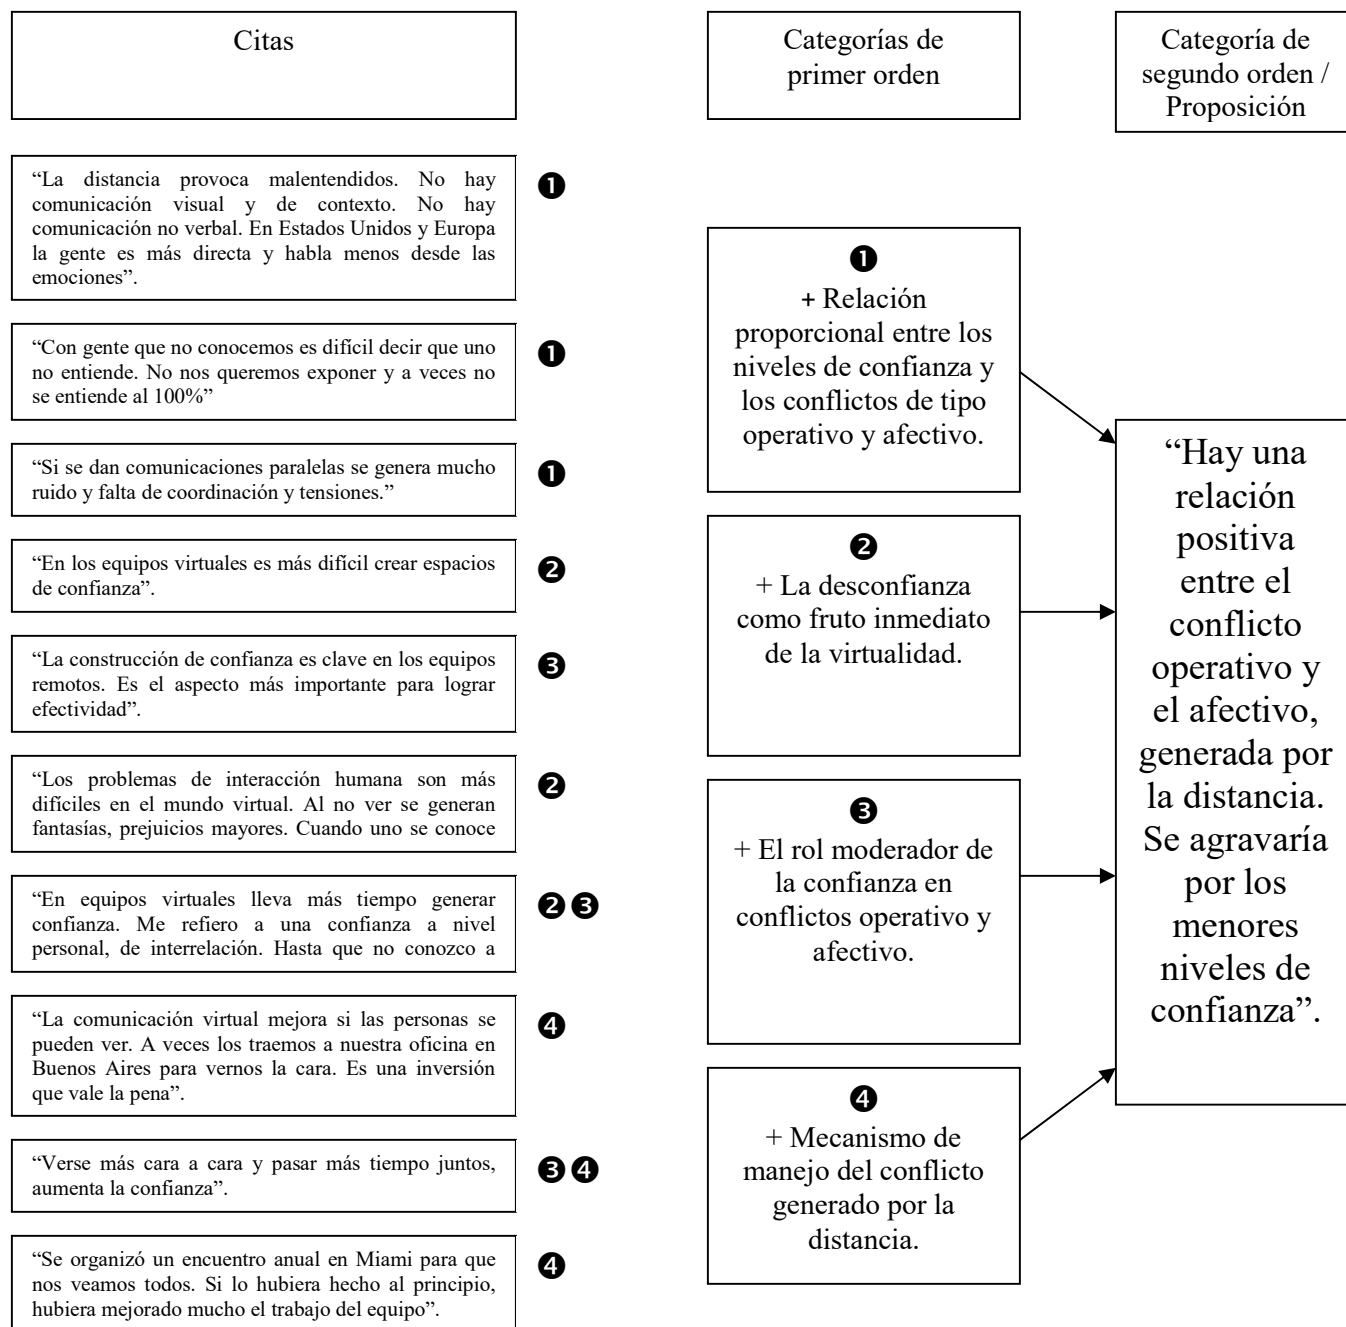 Citas
Categorías de
primer orden
Categoría de
segundo orden /
Proposición
“La distancia provoca malentendidos. No hay
comunicación visual y de contexto. No hay
comunicación no verbal. En Estados Unidos y Europa
la gente es más directa y habla menos desde las
emociones”.
❶
“Con gente que no conocemos es difícil decir que uno
no entiende. No nos queremos exponer y a veces no
se entiende al 100%”
❶
“Si se dan comunicaciones paralelas se genera mucho
ruido y falta de coordinación y tensiones.”
❶
“En los equipos virtuales es más difícil crear espacios
de confianza”.
❷
“La construcción de confianza es clave en los equipos
remotos. Es el aspecto más importante para lograr
efectividad”.
❸
“Los problemas de interacción humana son más
difíciles en el mundo virtual. Al no ver se generan
fantasías, prejuicios mayores. Cuando uno se conoce
❷
“En equipos virtuales lleva más tiempo generar
confianza. Me refiero a una confianza a nivel
personal, de interrelación. Hasta que no conozco a
❷ ❸
“La comunicación virtual mejora si las personas se
pueden ver. A veces los traemos a nuestra oficina en
Buenos Aires para vernos la cara. Es una inversión
que vale la pena”.
❹
“Verse más cara a cara y pasar más tiempo juntos,
aumenta la confianza”.
❸ ❹
“Se organizó un encuentro anual en Miami para que
nos veamos todos. Si lo hubiera hecho al principio,
hubiera mejorado mucho el trabajo del equipo”.
❹
❶
+ Relación
proporcional entre los
niveles de confianza y
los conflictos de tipo
operativo y afectivo.
❷
+ La desconfianza
como fruto inmediato
de la virtualidad.
❸
+ El rol moderador de
la confianza en
conflictos operativo y
afectivo.
❹
+ Mecanismo de
manejo del conflicto
generado por la
distancia.
“Hay una
relación
positiva
entre el
conflicto
operativo y
el afectivo,
generada por
la distancia.
Se agravaría
por los
menores
niveles de
confianza”.